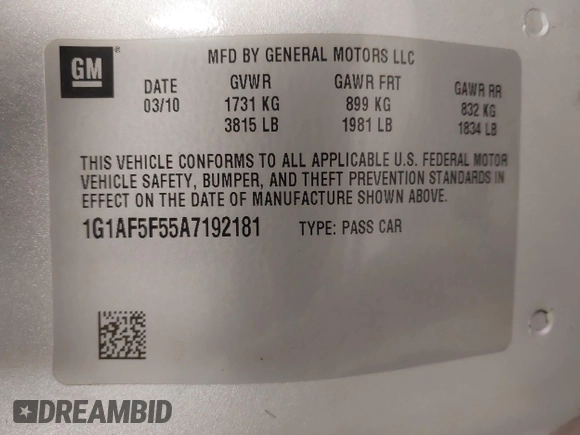 GM
MFD BY GENERAL MOTORS LLC
DATE GVWR GAWR FRT GAWR RR
03/10 1731 KG 899 KG 832 KG
3815 LB 1981 LB 1834 LB
THIS VEHICLE CONFORMS TO ALL APPLICABLE U.S. FEDERAL MOTOR
VEHICLE SAFETY, BUMPER, AND THEFT PREVENTION STANDARDS IN
EFFECT ON THE DATE OF MANUFACTURE SHOWN ABOVE.
1G1AF5F55A7192181 TYPE: PASS CAR
DREAMBID